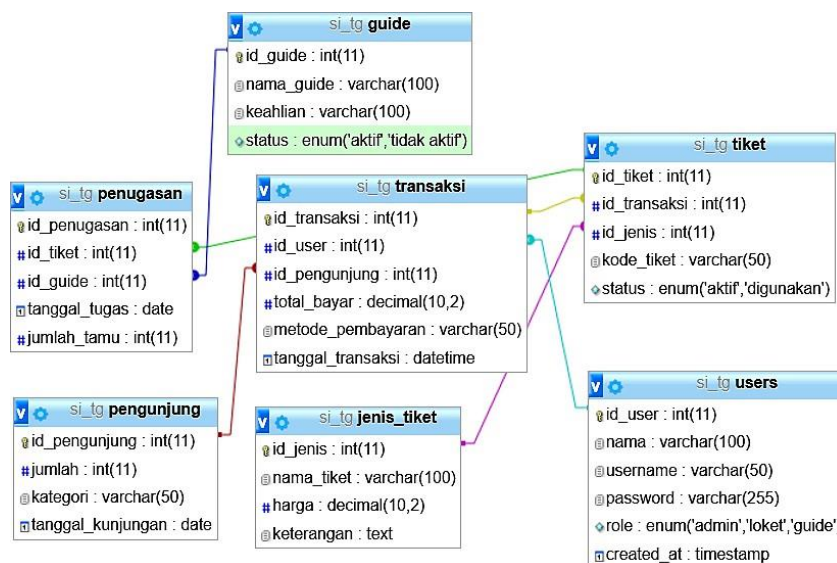 si_tg guide
id_guide : int(11)
nama_guide : varchar(100)
keahlian : varchar(100)
status : enum('aktif','tidak aktif')
si_tg penugasan
id_penugasan : int(11)
id_tiket : int(11)
id_guide : int(11)
tanggal_tugas : date
jumlah_tamu : int(11)
si_tg transaksi
id_transaksi : int(11)
id_user : int(11)
id_pengunjung : int(11)
total_bayar : decimal(10,2)
metode_pembayaran : varchar(50)
tanggal_transaksi : datetime
si_tg tiket
id_tiket : int(11)
id_transaksi : int(11)
id_jenis : int(11)
kode_tiket : varchar(50)
status : enum('aktif','digunakan')
si_tg pengunjung
id_pengunjung : int(11)
jumlah : int(11)
kategori : varchar(50)
tanggal_kunjungan : date
si_tg jenis_tiket
id_jenis : int(11)
nama_tiket : varchar(100)
harga : decimal(10,2)
keterangan : text
si_tg users
id_user : int(11)
nama : varchar(100)
username : varchar(50)
password : varchar(255)
role : enum('admin','loket','guide'
created_at : timestamp